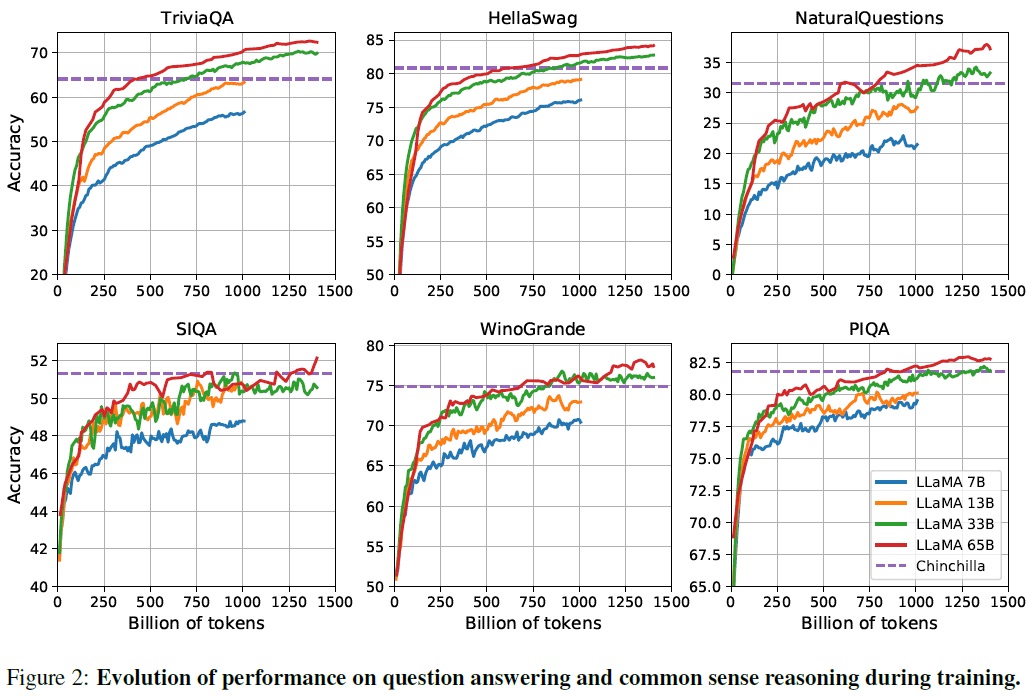 TriviaQA
HellaSwag
NaturalQuestions
Accuracy
70
60
50
40
30
20
0 250 500 750 1000 1250 1500
85
80
75
70
65
60
55
50
0 250 500 750 1000 1250 1500
35
30
25
20
15
10
5
0
0 250 500 750 1000 1250 1500
SIQA
WinoGrande
PIQA
Accuracy
52
50
48
46
44
42
40
0 250 500 750 1000 1250 1500
Billion of tokens
80
75
70
65
60
55
50
0 250 500 750 1000 1250 1500
Billion of tokens
82.5
80.0
77.5
75.0
72.5
70.0
67.5
65.0
LLaMA 7B
LLaMA 13B
LLaMA 33B
LLaMA 65B
Chinchilla
0 250 500 750 1000 1250 1500
Billion of tokens
Figure 2: Evolution of performance on question answering and common sense reasoning during training.